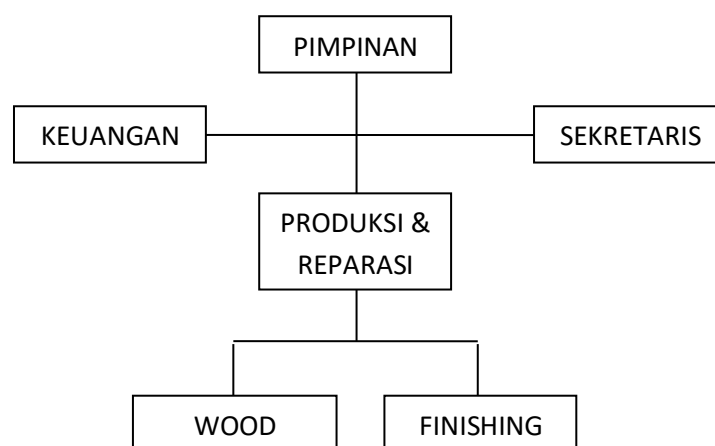 PIMPINAN
KEUANGAN
SEKRETARIS
PRODUKSI &
REPARASI
WOOD
FINISHING